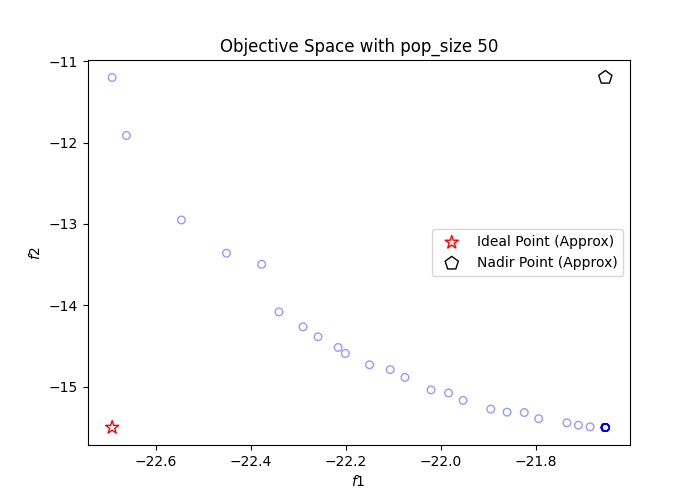 Objective Space with pop_size 50
−11
−12
−13
−14
−15
f2
Ideal Point (Approx)
Nadir Point (Approx)
−22.6
−22.4
−22.2
−22.0
−21.8
f1